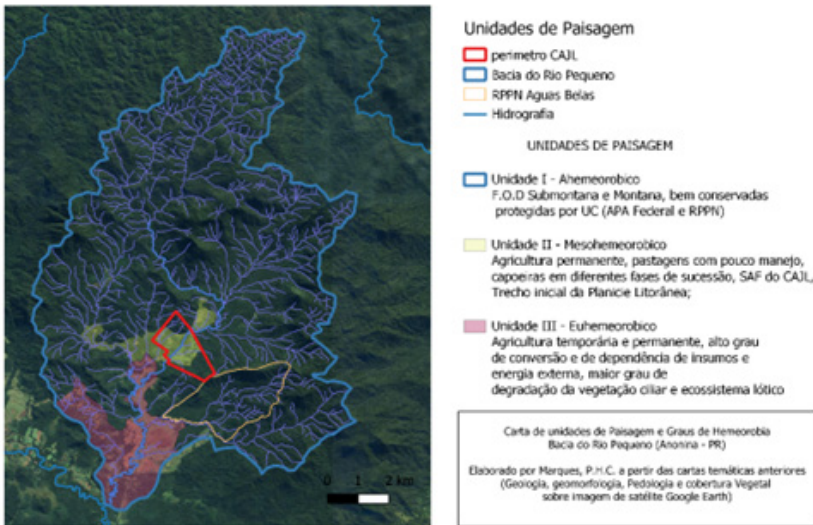 Unidades de Paisagem
perimetro CAJL
Bacia do Rio Pequeno
RPPN Aguas Belas
Hidrografia
UNIDADES DE PAISAGEM
Unidade I - Ahemeorobico
F.O.D Submontana e Montana, bem conservadas
protegidas por UC (APA Federal e RPPN)
Unidade II - Mesohemeorobico
Agricultura permanente, pastagens com pouco manejo,
capoeiras em diferentes fases de sucessão, SAF do CAJL,
Trecho inicial da Planicie Litorânea;
Unidade III - Euhemeorobico
Agricultura temporária e permanente, alto grau
de conversão e de dependência de insumos e
energia externa, maior grau de
degradação da vegetação ciliar e ecossistema lótico
0 1 2 km
Carta de unidades de Paisagem e Graus de Hemeorobia
Bacia do Rio Pequeno (Anonina - PR)
Elaborado por Marques, P.H.C. a partir das cartas temáticas anteriores
(Geologia, geomorfologia, Pedologia e cobertura Vegetal
sobre imagem de satélite Google Earth)